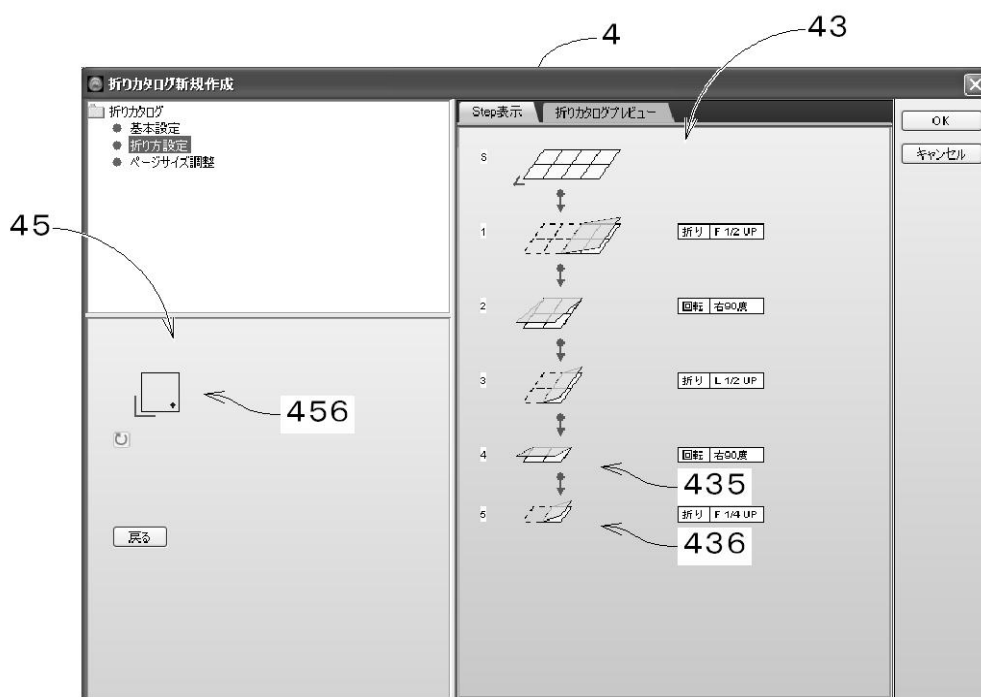 4
43
折りカタログ新規作成
折りカタログ
基本設定
折り方設定
ページサイズ調整
45
456
戻る
Step表示
折りカタログプレビュー
S
1
折り F 1/2 UP
2
回転 右90度
3
折り L 1/2 UP
4
回転 右90度
435
5
折り F 1/4 UP
436
OK
キャンセル